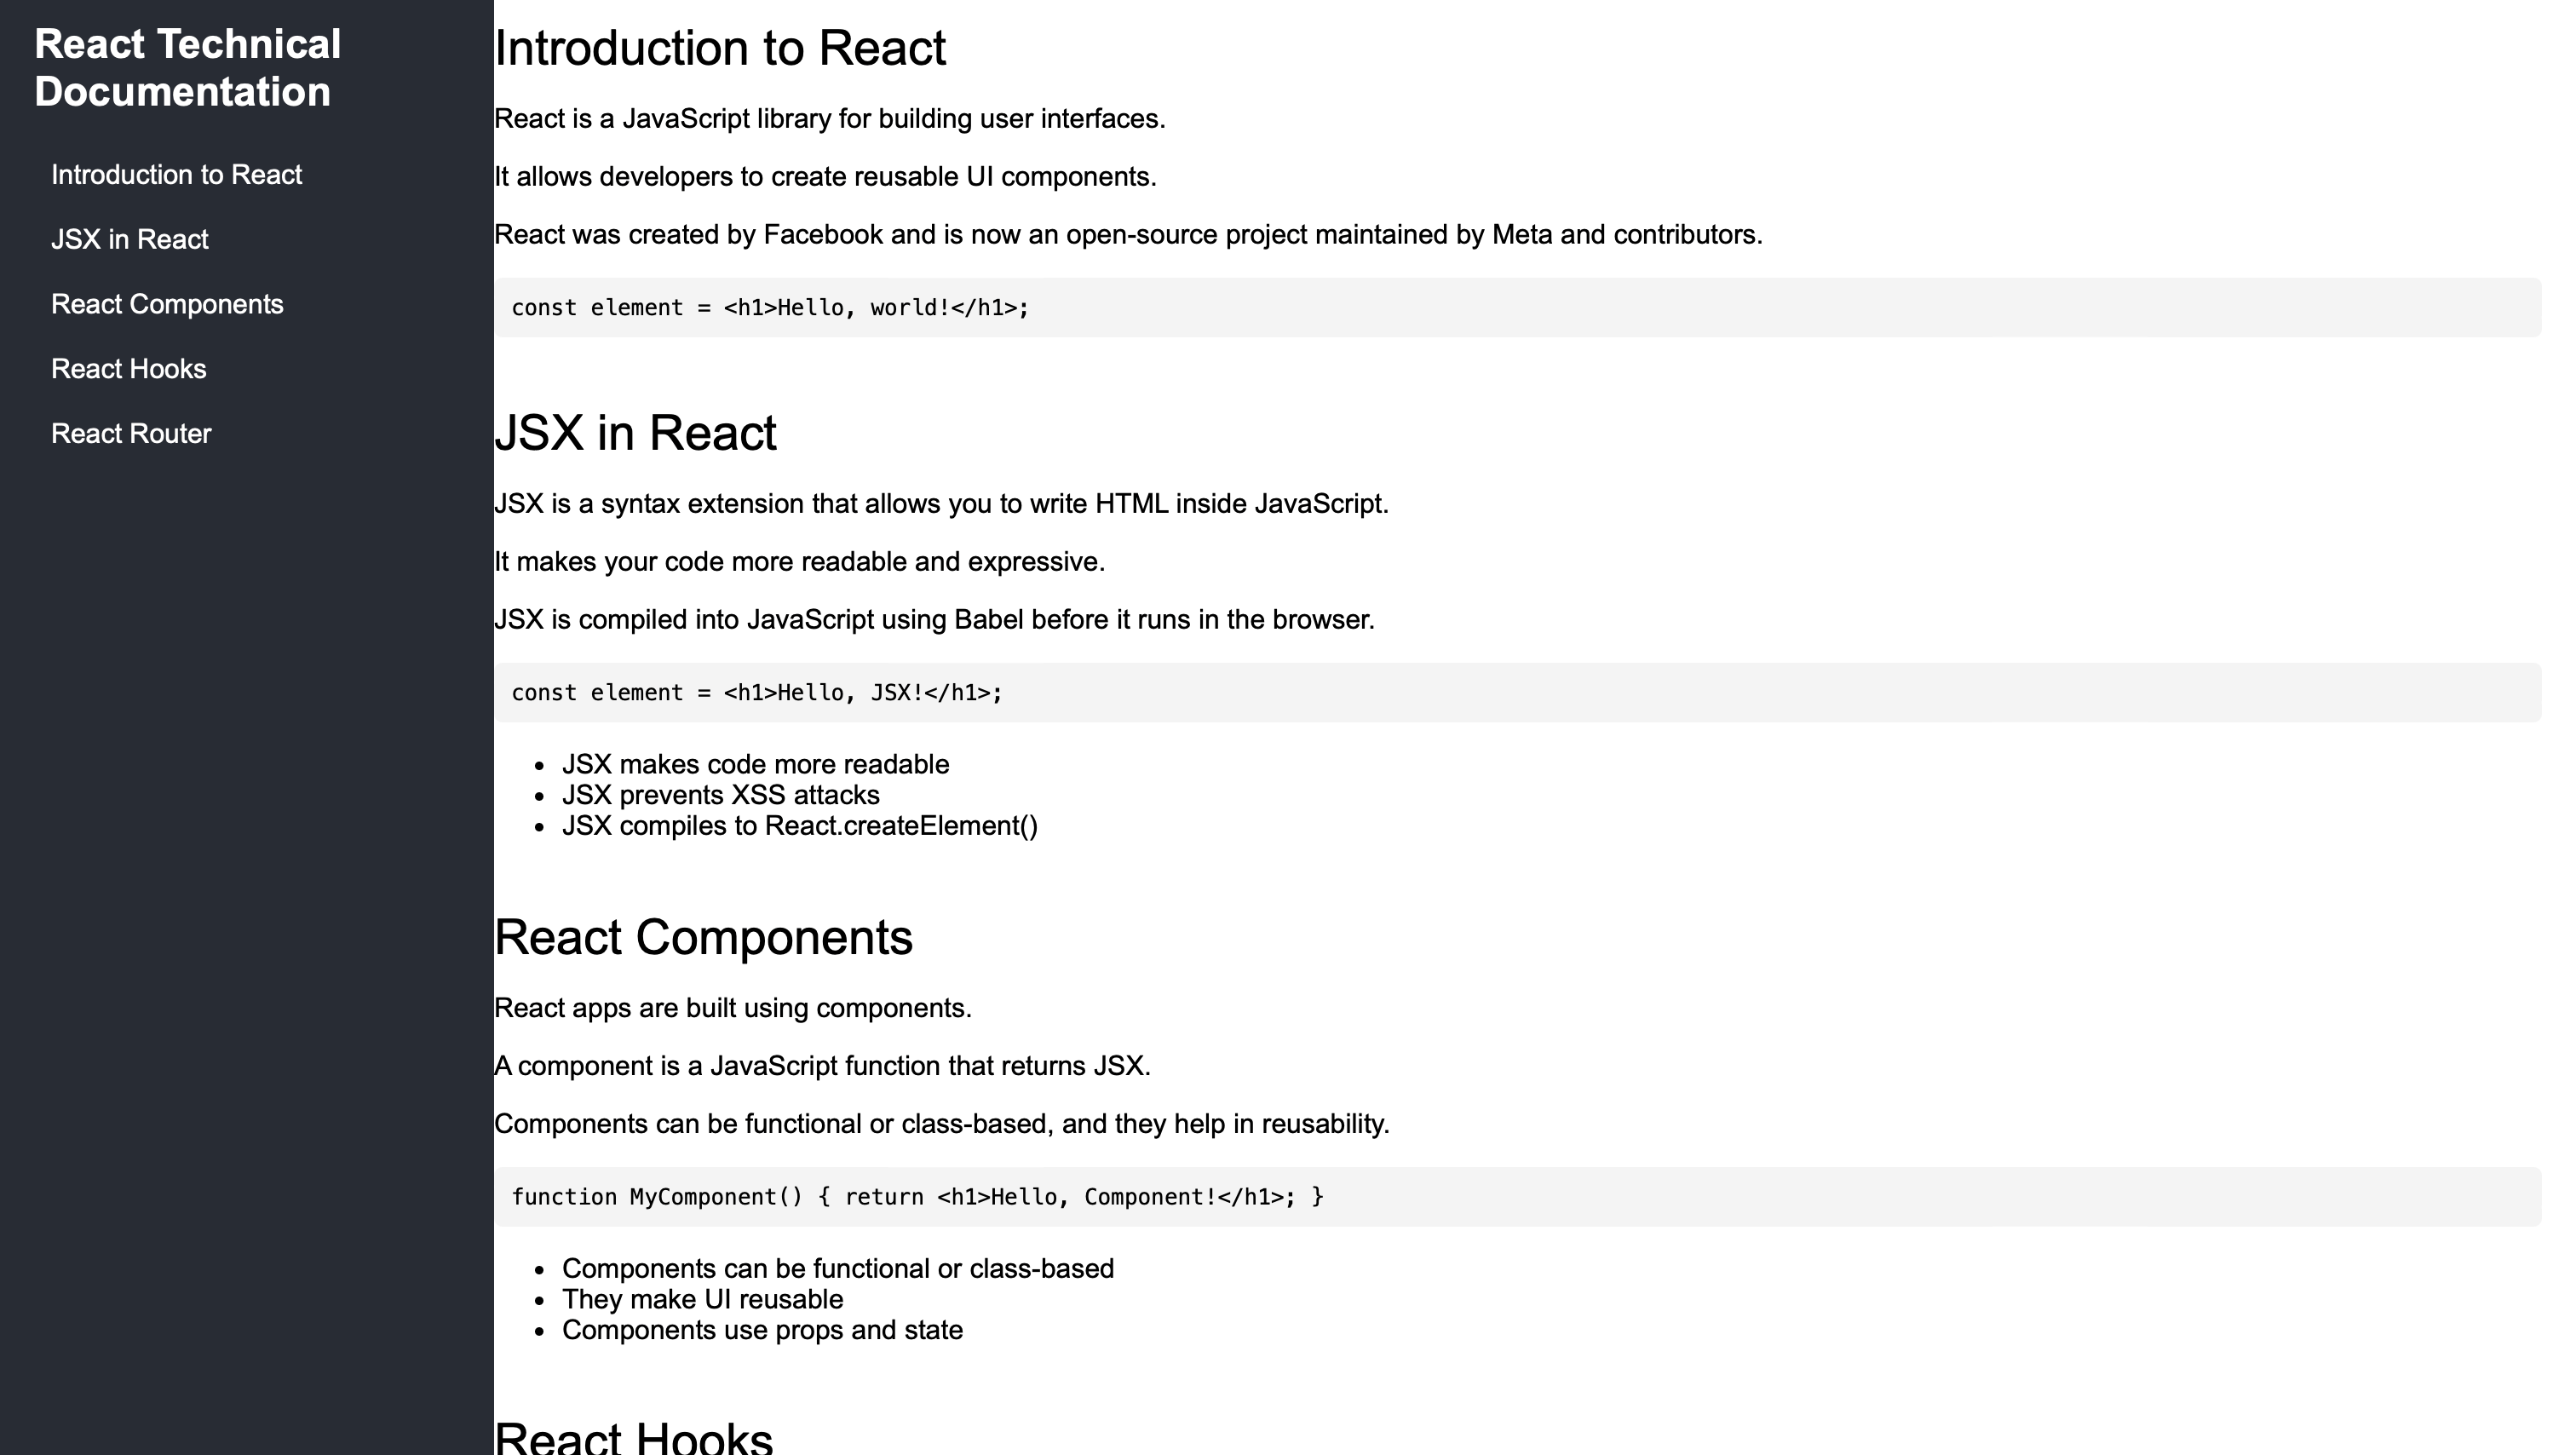 React Technical
Documentation
Introduction to React
JSX in React
React Components
React Hooks
React Router
Introduction to React
React is a JavaScript library for building user interfaces.
It allows developers to create reusable UI components.
React was created by Facebook and is now an open-source project maintained by Meta and contributors.
const element = <h1>Hello, world!</h1>;
JSX in React
JSX is a syntax extension that allows you to write HTML inside JavaScript.
It makes your code more readable and expressive.
JSX is compiled into JavaScript using Babel before it runs in the browser.
const element = <h1>Hello, JSX!</h1>;
• JSX makes code more readable
• JSX prevents XSS attacks
• JSX compiles to React.createElement()
React Components
React apps are built using components.
A component is a JavaScript function that returns JSX.
Components can be functional or class-based, and they help in reusability.
function MyComponent() { return <h1>Hello, Component!</h1>; }
• Components can be functional or class-based
• They make UI reusable
• Components use props and state
React Hooks